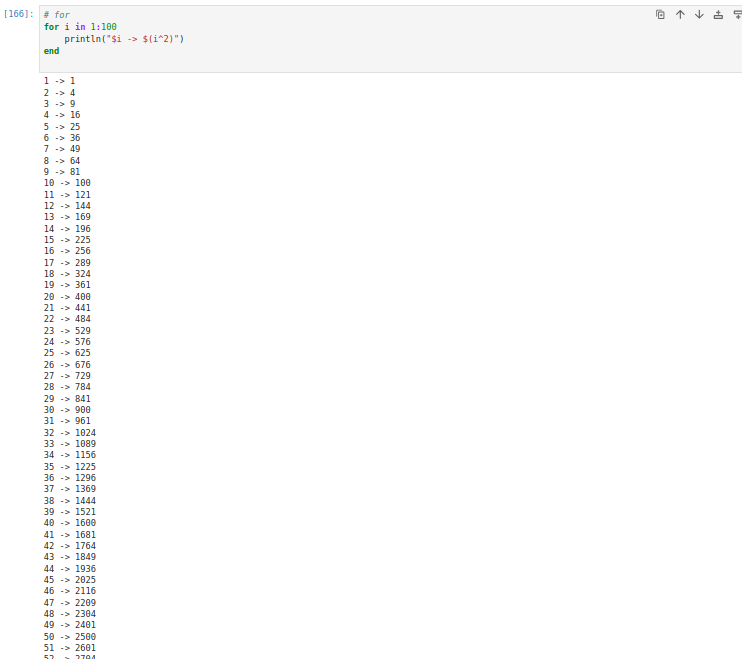 [166]:
# for
for i in 1:100
    println("$i -> $(i^2)")
end
1 -> 1
2 -> 4
3 -> 9
4 -> 16
5 -> 25
6 -> 36
7 -> 49
8 -> 64
9 -> 81
10 -> 100
11 -> 121
12 -> 144
13 -> 169
14 -> 196
15 -> 225
16 -> 256
17 -> 289
18 -> 324
19 -> 361
20 -> 400
21 -> 441
22 -> 484
23 -> 529
24 -> 576
25 -> 625
26 -> 676
27 -> 729
28 -> 784
29 -> 841
30 -> 900
31 -> 961
32 -> 1024
33 -> 1089
34 -> 1156
35 -> 1225
36 -> 1296
37 -> 1369
38 -> 1444
39 -> 1521
40 -> 1600
41 -> 1681
42 -> 1764
43 -> 1849
44 -> 1936
45 -> 2025
46 -> 2116
47 -> 2209
48 -> 2304
49 -> 2401
50 -> 2500
51 -> 2601
52 -> 2704